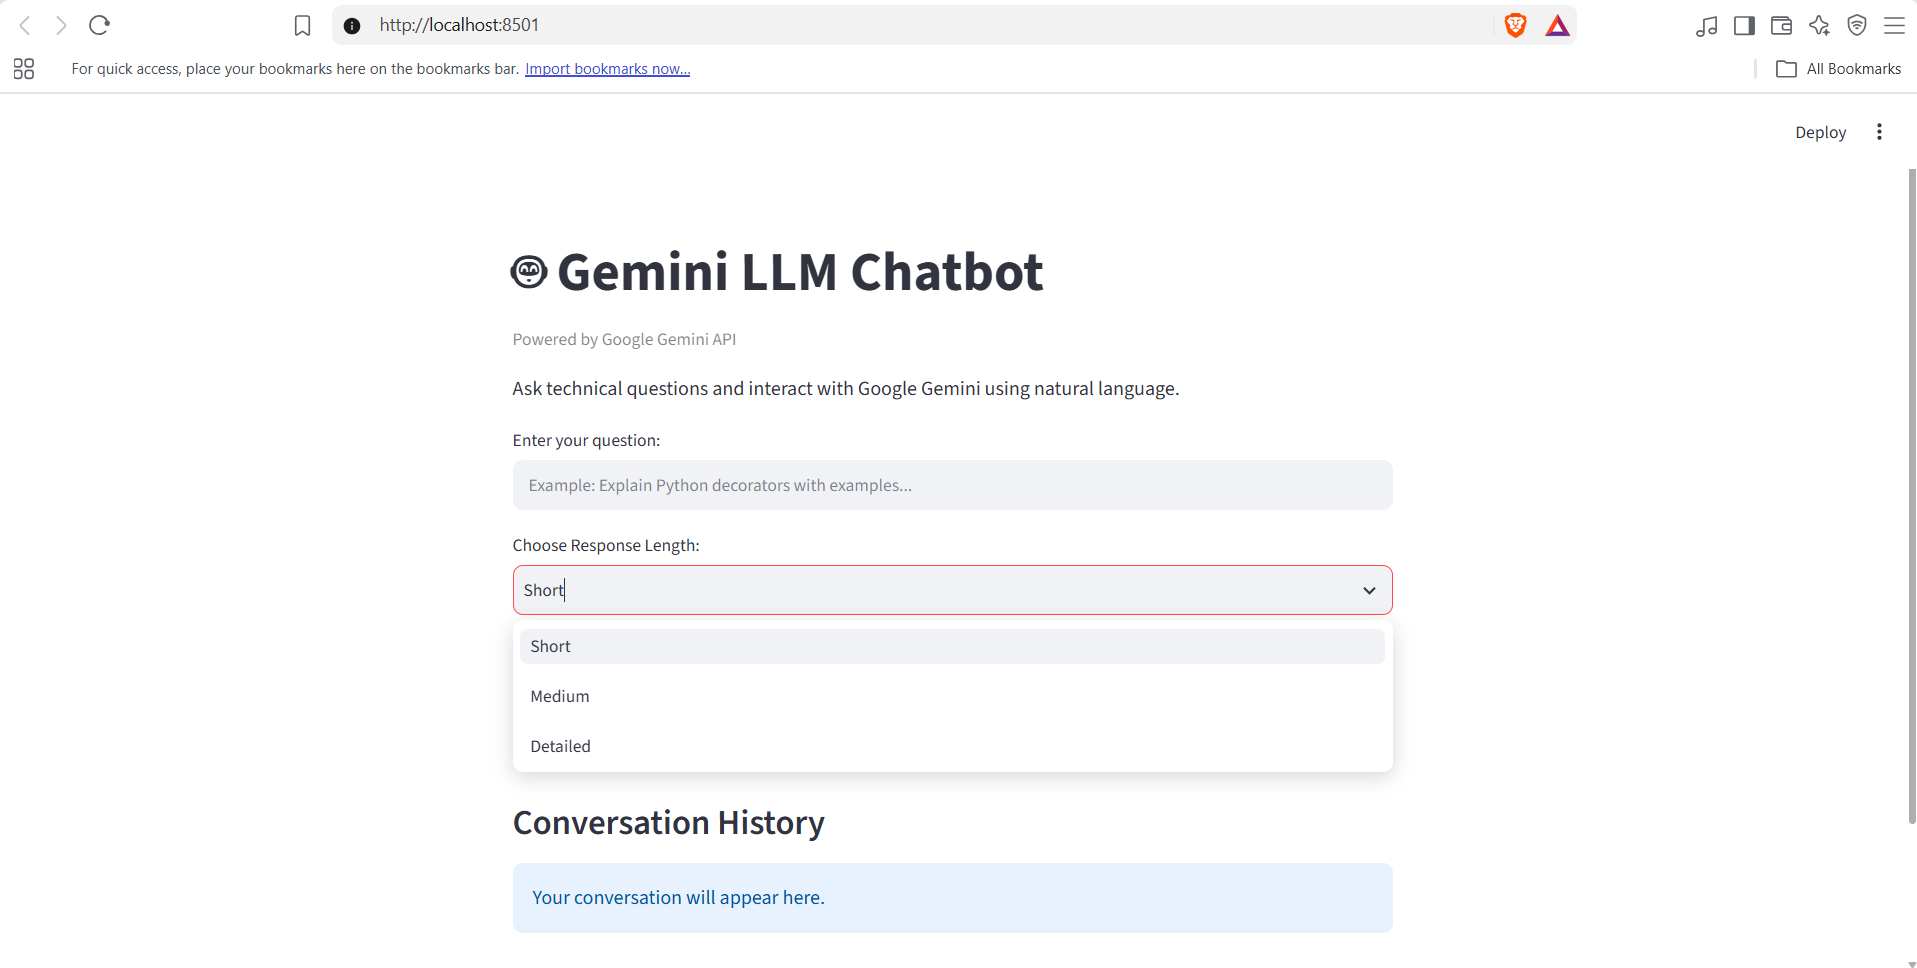 http://localhost:8501
For quick access, place your bookmarks here on the bookmarks bar. Import bookmarks now...
All Bookmarks
Deploy
Gemini LLM Chatbot
Powered by Google Gemini API
Ask technical questions and interact with Google Gemini using natural language.
Enter your question:
Example: Explain Python decorators with examples...
Choose Response Length:
Short
Short
Medium
Detailed
Conversation History
Your conversation will appear here.